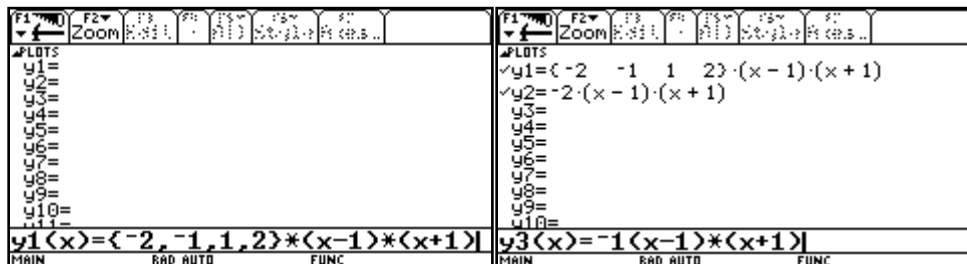 F1 F2 Zoom
PLOTS
y1=
y2=
y3=
y4=
y5=
y6=
y7=
y8=
y9=
y10=
y1(x)={⁻2,⁻1,1,2}*(x-1)*(x+1)
MAIN RAD AUTO FUNC
F1 F2 Zoom
PLOTS
✓y1={⁻2 ⁻1 1 2}·(x - 1)·(x + 1)
✓y2=⁻2·(x - 1)·(x + 1)
y3=
y4=
y5=
y6=
y7=
y8=
y9=
y10=
y3(x)=⁻1(x-1)*(x+1)
MAIN RAD AUTO FUNC